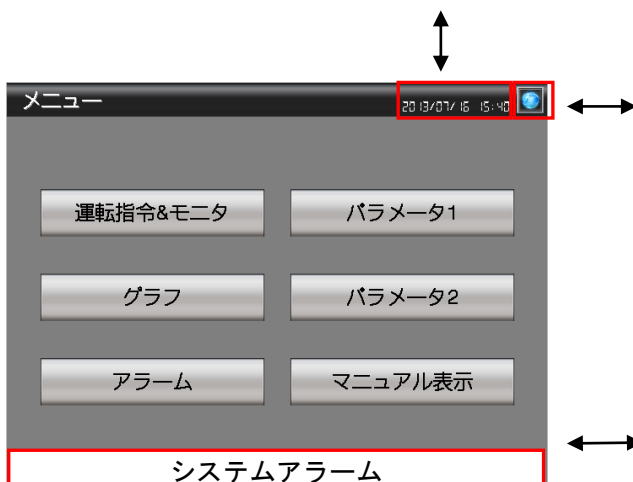 メニュー
2013/07/16 15:40
運転指令&モニタ
パラメータ1
グラフ
パラメータ2
アラーム
マニュアル表示
システムアラーム